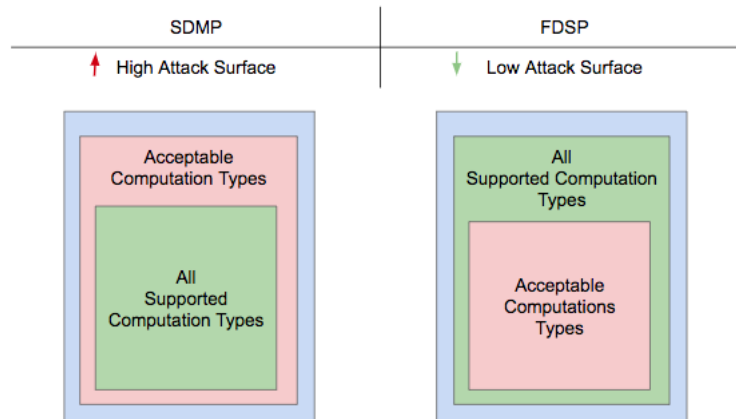 SDMP
FDSP
High Attack Surface
Low Attack Surface
Acceptable
Computation Types
All
Supported
Computation Types
All
Supported Computation
Types
Acceptable
Computations
Types